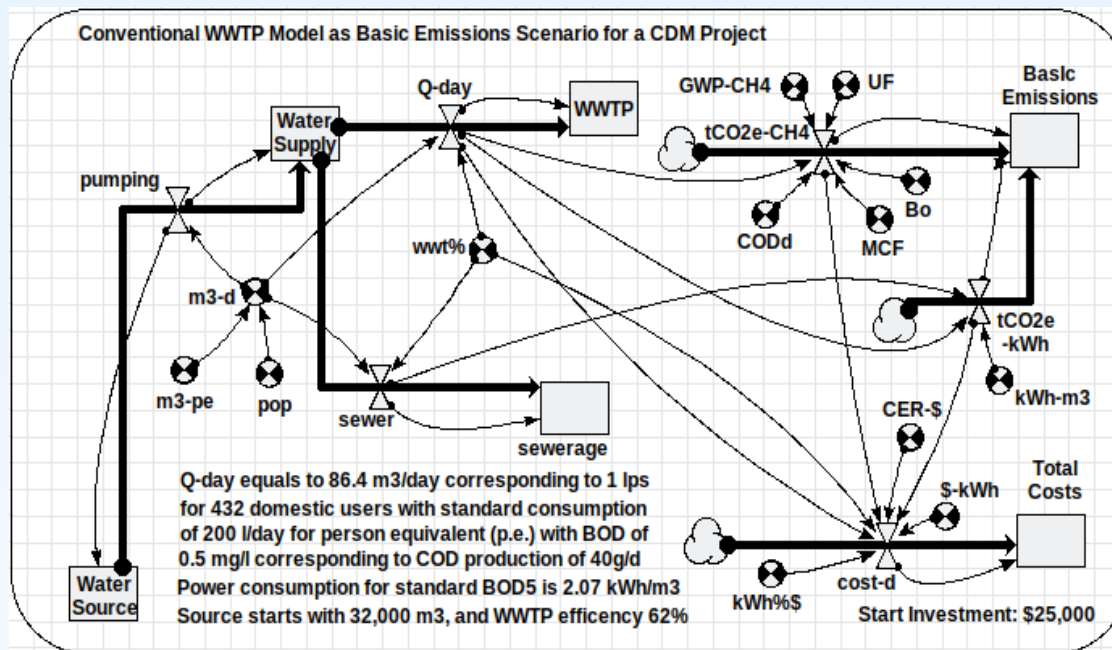 Conventional WWTP Model as Basic Emissions Scenario for a CDM Project
Q-day
Water
Supply
WWTP
GWP-CH4
UF
Basic
Emissions
tCO2e-CH4
pumping
Bo
CODd
MCF
wwt%
m3-d
tCO2e
-kWh
m3-pe
pop
sewer
kWh-m3
CER-$
sewerage
$-kWh
Total
Costs
Q-day equals to 86.4 m3/day corresponding to 1 lps
for 432 domestic users with standard consumption
of 200 l/day for person equivalent (p.e.) with BOD of
0.5 mg/l corresponding to COD production of 40g/d
Power consumption for standard BOD5 is 2.07 kWh/m3
Source starts with 32,000 m3, and WWTP efficency 62%
Water
Source
kWh%$
cost-d
Start Investment: $25,000